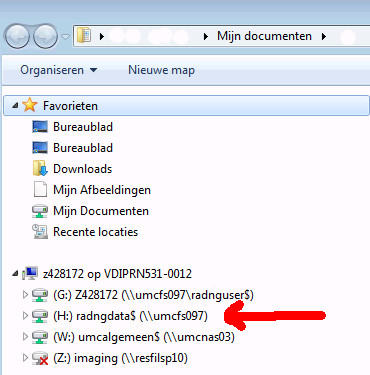 Mijn documenten
Organiseren Nieuwe map
Favorieten
Bureaublad
Bureaublad
Downloads
Mijn Afbeeldingen
Mijn Documenten
Recente locaties
z428172 op VDIPRN531-0012
(G:) Z428172 (\\umcfs097\radnguser$)
(H:) radngdata$ (\\umcfs097)
(W:) umcalgemeen$ (\\umcnas03)
(Z:) imaging (\\resfilsp10)